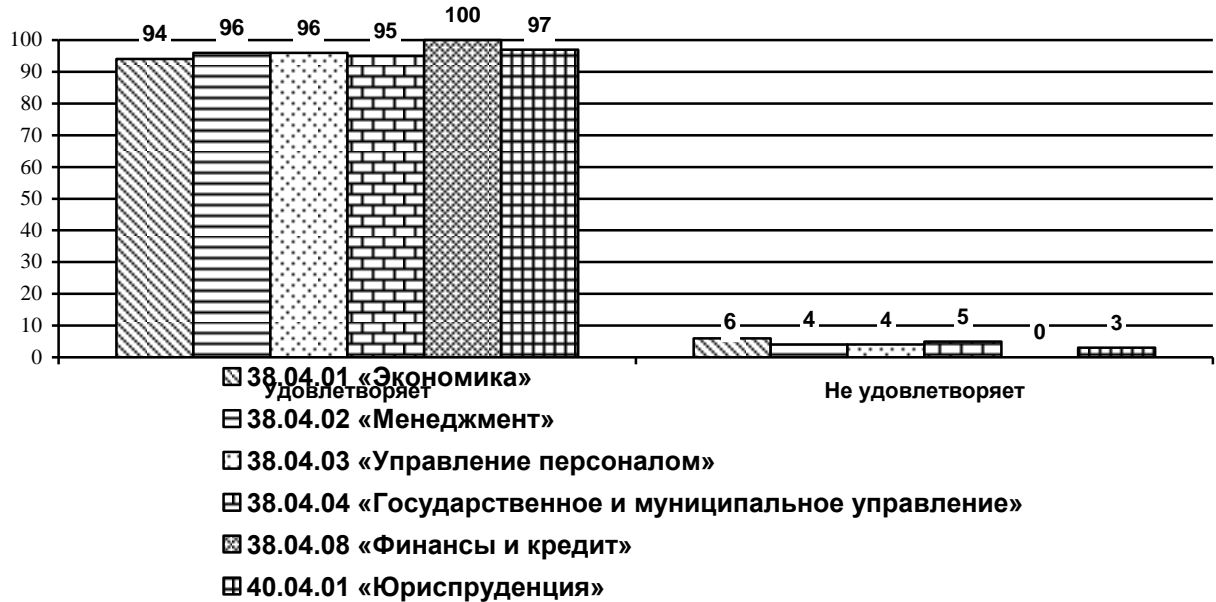 94 96 96 95 100 97
100
90
80
70
60
50
40
30
20
10
0
6 4 4 5 0 3
Удовлетворяет Не удовлетворяет
38.04.01 «Экономика»
38.04.02 «Менеджмент»
38.04.03 «Управление персоналом»
38.04.04 «Государственное и муниципальное управление»
38.04.08 «Финансы и кредит»
40.04.01 «Юриспруденция»